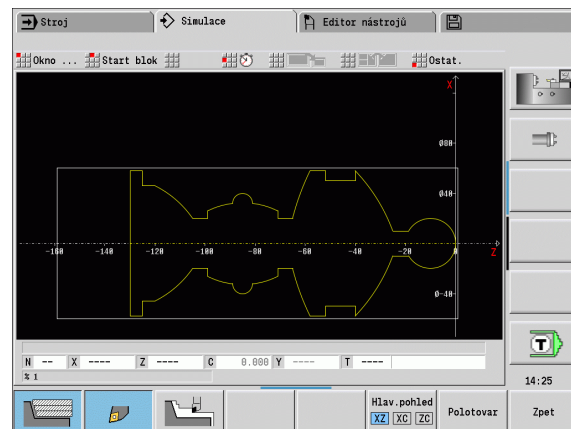 Stroj
Simulace
Editor nástrojů
Okno ...
Start blok
Ostat.
X
Ø80
Ø40
-160 -140 -120 -100 -80 -60 -40 -20 0 Z
Ø-40
N -- X ---- Z ---- C 0.000 Y ---- T ----
% 1
T
14:25
Hlav.pohled
XZ XC ZC
Polotovar
Zpet